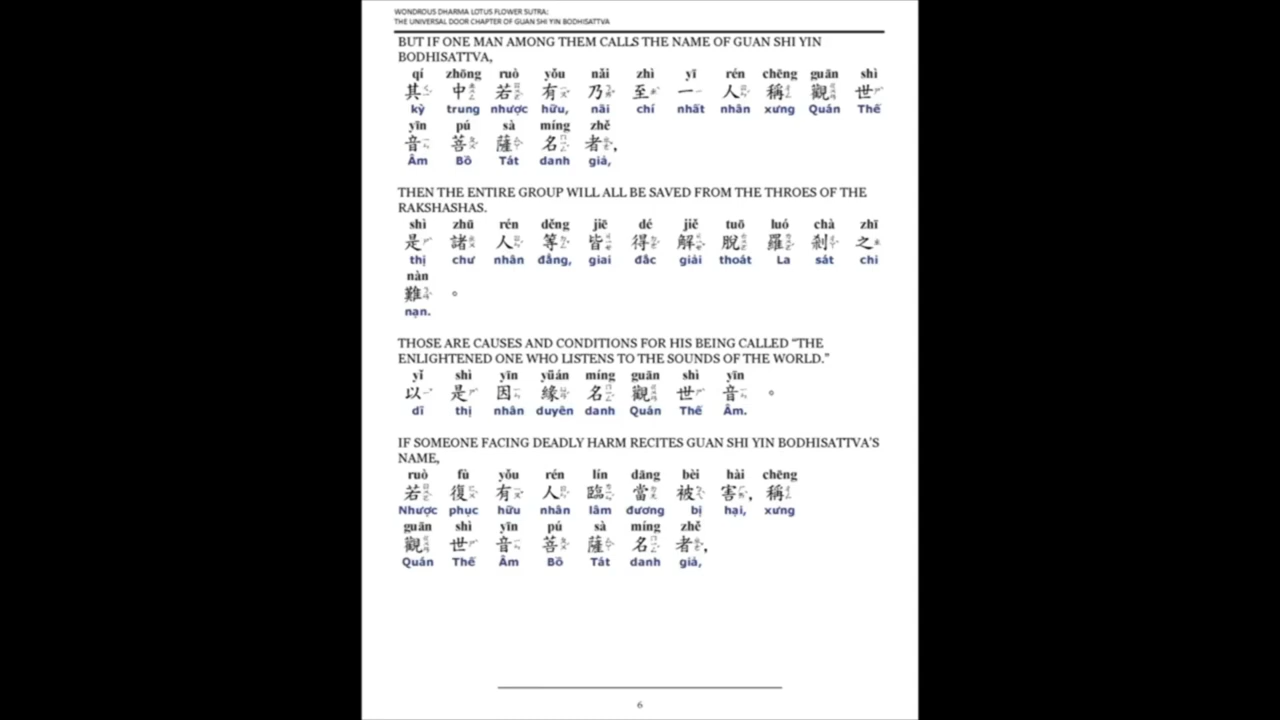 WONDROUS DHARMA LOTUS FLOWER SUTRA;
THE UNIVERSAL DOOR CHAPTER OF GUAN SHI YIN BODHISATTVA
BUT IF ONE MAN AMONG THEM CALLS THE NAME OF GUAN SHI YIN
BODHISATTVA,
qí zhōng ruò yǒu nǎi zhì yī rén chēng guān shì
其 中 若 有 乃 至 一 人 稱 觀 世
kỳ trung nhược hữu, nãi chí nhất nhân xưng Quán Thế
yīn pú sà míng zhě
音 菩 薩 名 者,
Âm Bồ Tát danh giả,
THEN THE ENTIRE GROUP WILL ALL BE SAVED FROM THE THROES OF THE
RAKSHASHAS.
shì zhū rén děng jiē dé jiě tuō luó chà zhī
是 諸 人 等 皆 得 解 脫 羅 剎 之
thị chư nhân đẳng, giai đắc giải thoát La sát chi
nàn
難 。
nạn.
THOSE ARE CAUSES AND CONDITIONS FOR HIS BEING CALLED “THE
ENLIGHTENED ONE WHO LISTENS TO THE SOUNDS OF THE WORLD.”
yǐ shì yīn yüán míng guān shì yīn
以 是 因 緣 名 觀 世 音 。
dĩ thị nhân duyên danh Quán Thế Âm.
IF SOMEONE FACING DEADLY HARM RECITES GUAN SHI YIN BODHISATTVA’S
NAME,
ruò fù yǒu rén lín dāng bèi hài chēng
若 復 有 人 臨 當 被 害, 稱
Nhược phục hữu nhân lâm đương bị hại, xưng
guān shì yīn pú sà míng zhě
觀 世 音 菩 薩 名 者,
Quán Thế Âm Bồ Tát danh giả,
6